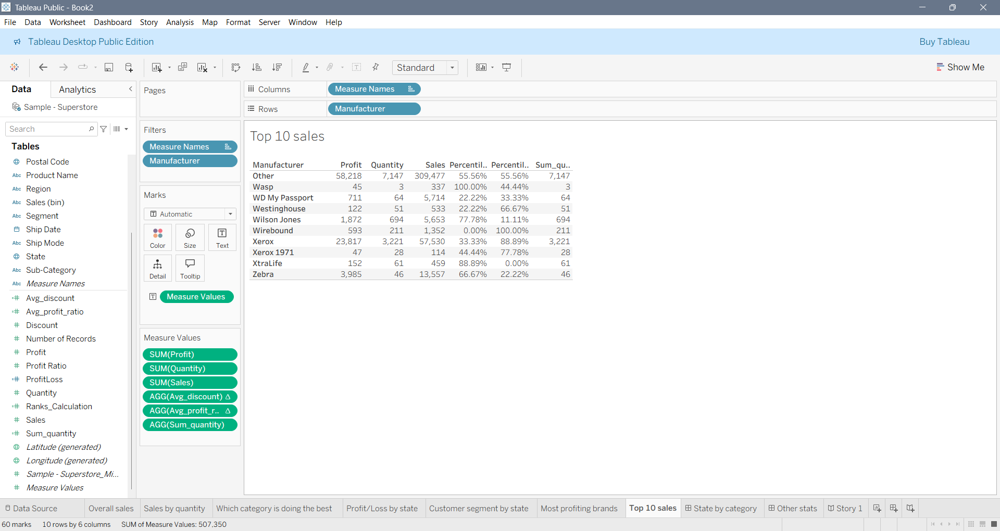 Tableau Public - Book2
File Data Worksheet Dashboard Story Analysis Map Format Server Window Help
Tableau Desktop Public Edition Buy Tableau
Standard Show Me
Data Analytics
Sample - Superstore
Search
Tables
Postal Code
Abc Product Name
Abc Region
Abc Sales (bin)
Abc Segment
Ship Date
Abc Ship Mode
State
Abc Sub-Category
Abc Measure Names
=# Avg_discount
=# Avg_profit_ratio
# Discount
# Number of Records
# Profit
# Profit Ratio
=# ProfitLoss
# Quantity
=# Ranks_Calculation
# Sales
=# Sum_quantity
Latitude (generated)
Longitude (generated)
# Sample - Superstore_Mi...
# Measure Values
Pages
Filters
Measure Names
Manufacturer
Marks
T Automatic
Color Size Text
Detail Tooltip
T Measure Values
Measure Values
SUM(Profit)
SUM(Quantity)
SUM(Sales)
AGG(Avg_discount) Δ
AGG(Avg_profit_r.. Δ
AGG(Sum_quantity)
Columns Measure Names
Rows Manufacturer
Top 10 sales
Manufacturer Profit Quantity Sales Percentil.. Percentil.. Sum_qu..
Other 58,218 7,147 309,477 55.56% 55.56% 7,147
Wasp 45 3 337 100.00% 44.44% 3
WD My Passport 711 64 5,714 22.22% 33.33% 64
Westinghouse 122 51 533 22.22% 66.67% 51
Wilson Jones 1,872 694 5,653 77.78% 11.11% 694
Wirebound 593 211 1,352 0.00% 100.00% 211
Xerox 23,817 3,221 57,530 33.33% 88.89% 3,221
Xerox 1971 47 28 114 44.44% 77.78% 28
XtraLife 152 61 459 88.89% 0.00% 61
Zebra 3,985 46 13,557 66.67% 22.22% 46
Data Source Overall sales Sales by quantity Which category is doing the best Profit/Loss by state Customer segment by state Most profiting brands Top 10 sales State by category Other stats Story 1
60 marks 10 rows by 6 columns SUM of Measure Values: 507,350